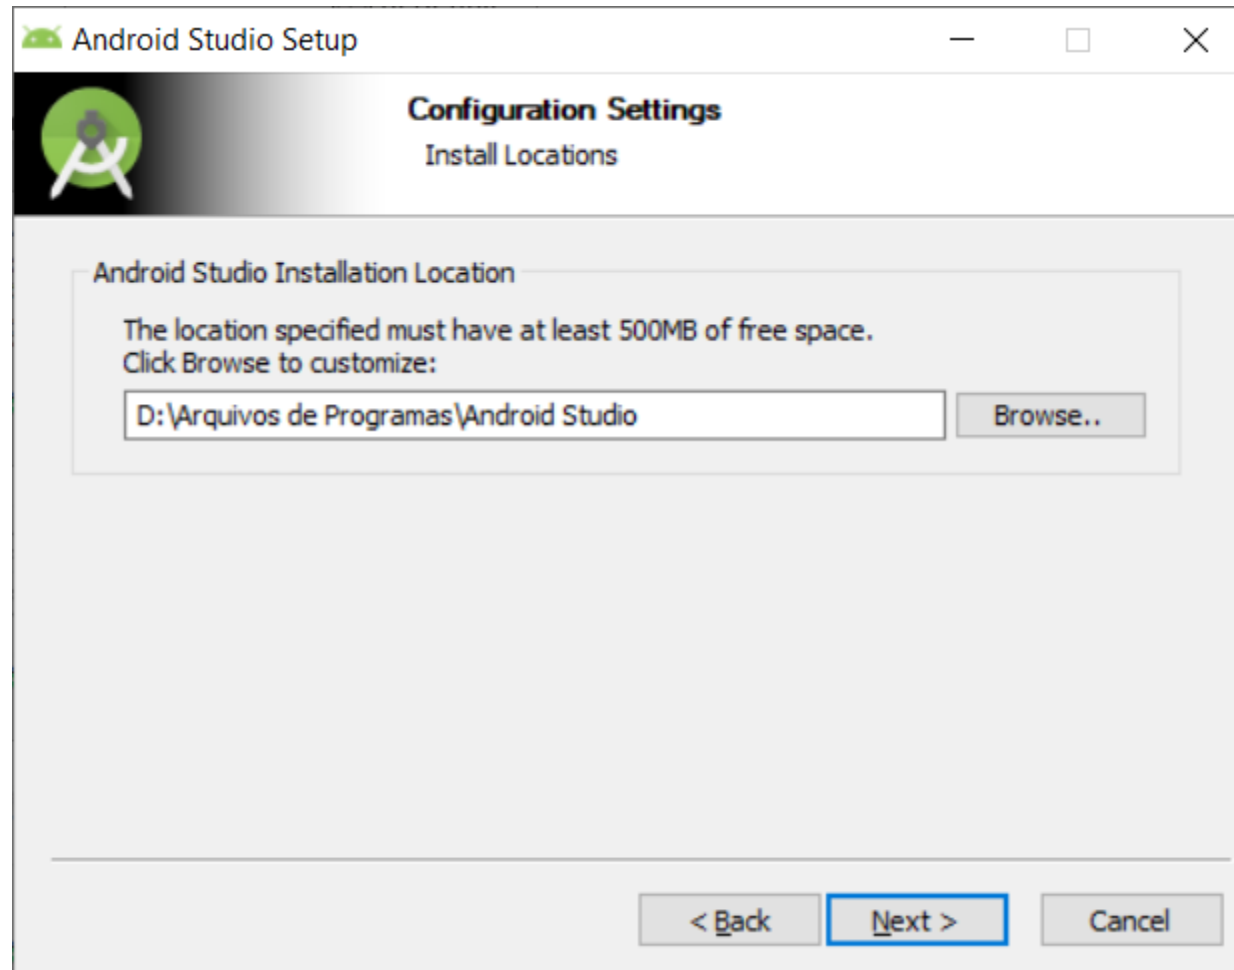 Android Studio Setup
Configuration Settings
Install Locations
Android Studio Installation Location
The location specified must have at least 500MB of free space.
Click Browse to customize:
D:\Arquivos de Programas\Android Studio
Browse..
< Back
Next >
Cancel